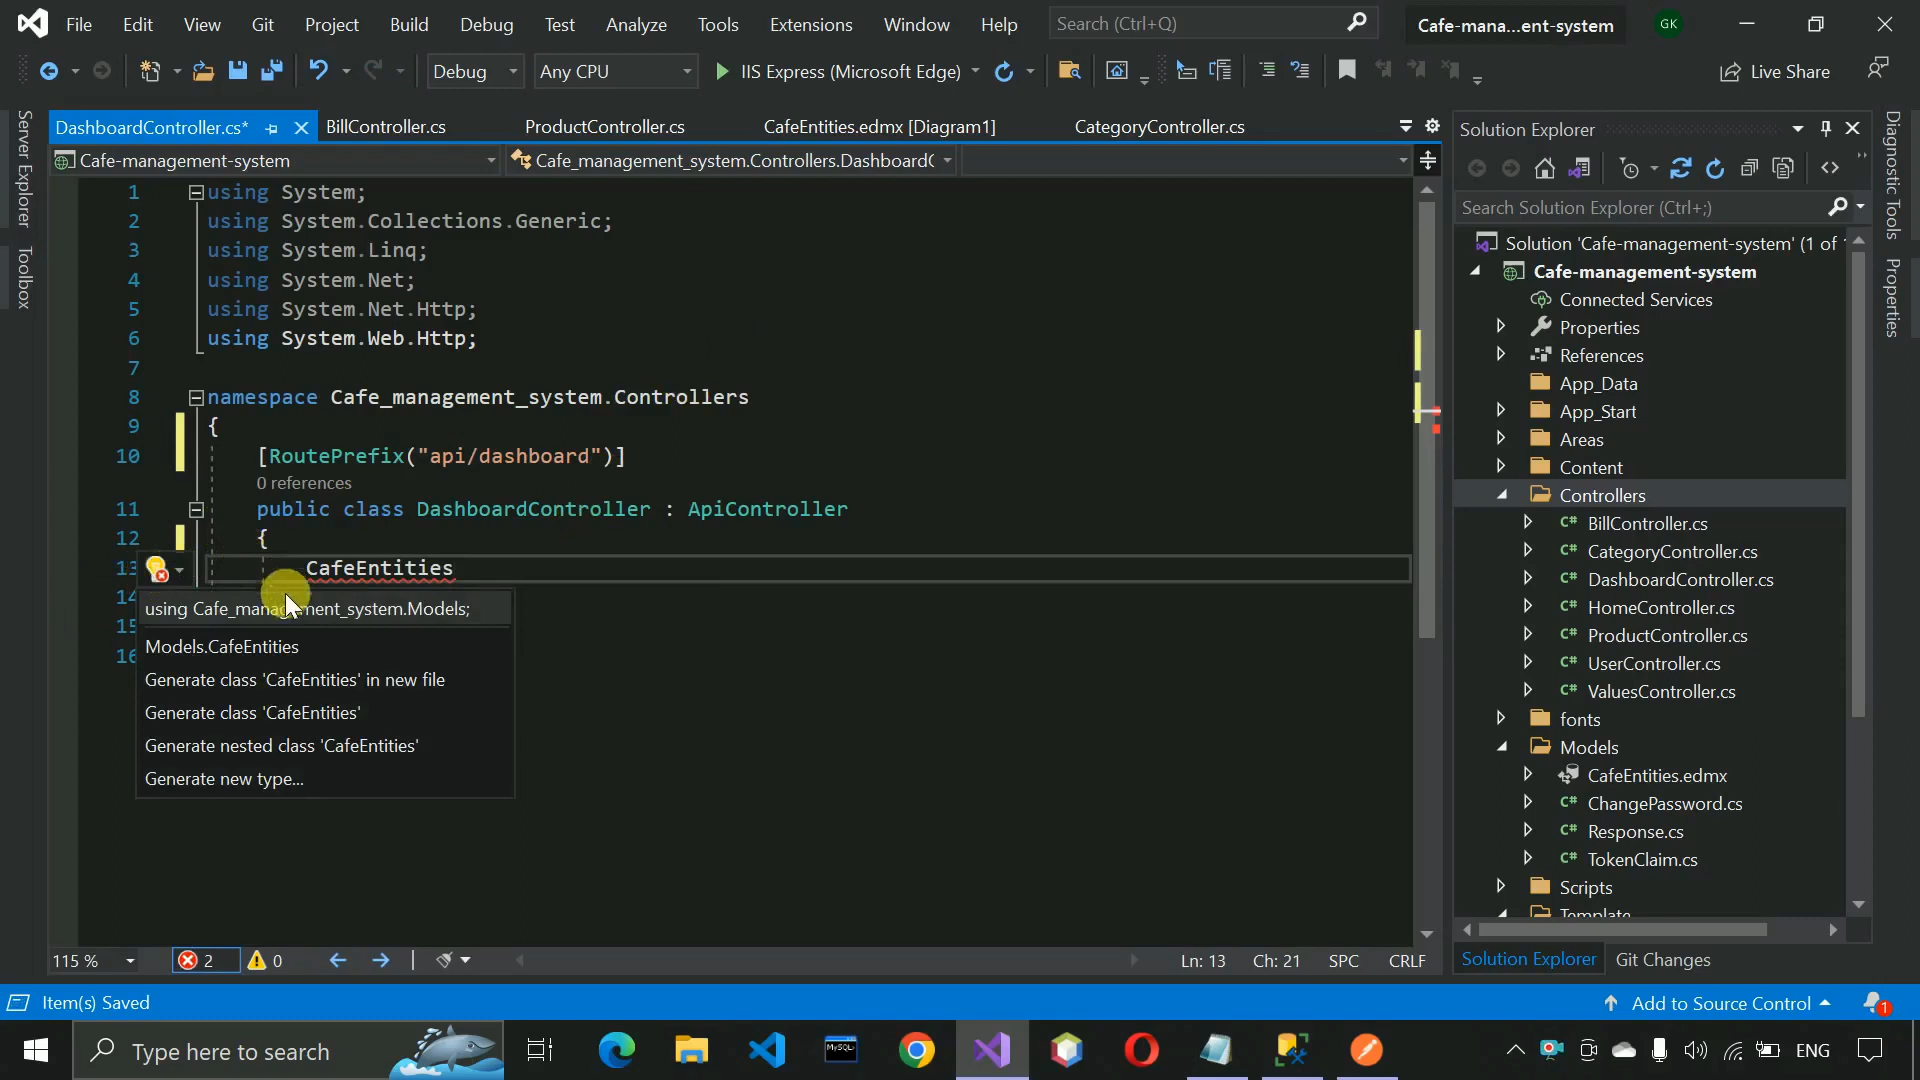 File Edit View Git Project Build Debug Test Analyze Tools Extensions Window Help Search (Ctrl+Q) Cafe-mana...ent-system GK
Debug Any CPU IIS Express (Microsoft Edge) Live Share
Server Explorer
Toolbox
DashboardController.cs* BillController.cs ProductController.cs CafeEntities.edmx [Diagram1] CategoryController.cs
Cafe-management-system Cafe_management_system.Controllers.DashboardC
1 using System;
2 using System.Collections.Generic;
3 using System.Linq;
4 using System.Net;
5 using System.Net.Http;
6 using System.Web.Http;
7
8 namespace Cafe_management_system.Controllers
9 {
10 [RoutePrefix("api/dashboard")]
0 references
11 public class DashboardController : ApiController
12 {
13 CafeEntities
14
15
16
using Cafe_management_system.Models;
Models.CafeEntities
Generate class 'CafeEntities' in new file
Generate class 'CafeEntities'
Generate nested class 'CafeEntities'
Generate new type...
115 % 2 0 Ln: 13 Ch: 21 SPC CRLF
Solution Explorer
Search Solution Explorer (Ctrl+;)
Solution 'Cafe-management-system' (1 of
Cafe-management-system
Connected Services
Properties
References
App_Data
App_Start
Areas
Content
Controllers
BillController.cs
CategoryController.cs
DashboardController.cs
HomeController.cs
ProductController.cs
UserController.cs
ValuesController.cs
fonts
Models
CafeEntities.edmx
ChangePassword.cs
Response.cs
TokenClaim.cs
Scripts
Template
Solution Explorer Git Changes
Diagnostic Tools
Properties
Item(s) Saved Add to Source Control 1
Type here to search MySQL ENG